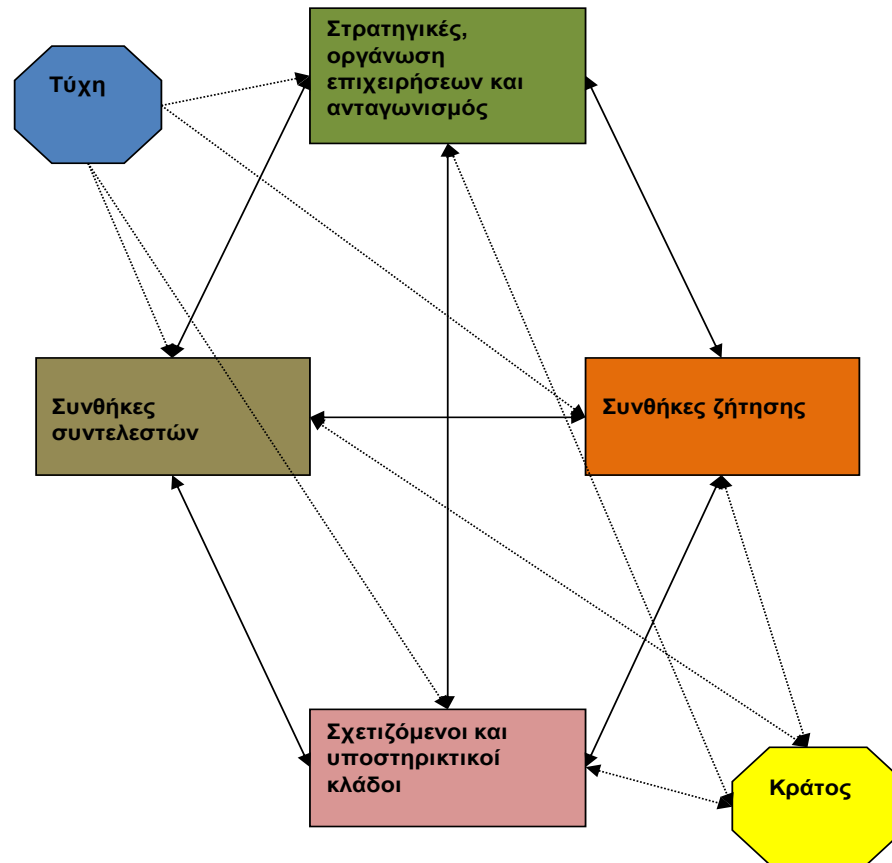 Στρατηγικές,
οργάνωση
επιχειρήσεων και
ανταγωνισμός
Τύχη
Συνθήκες
συντελεστών
Συνθήκες ζήτησης
Σχετιζόμενοι και
υποστηρικτικοί
κλάδοι
Κράτος